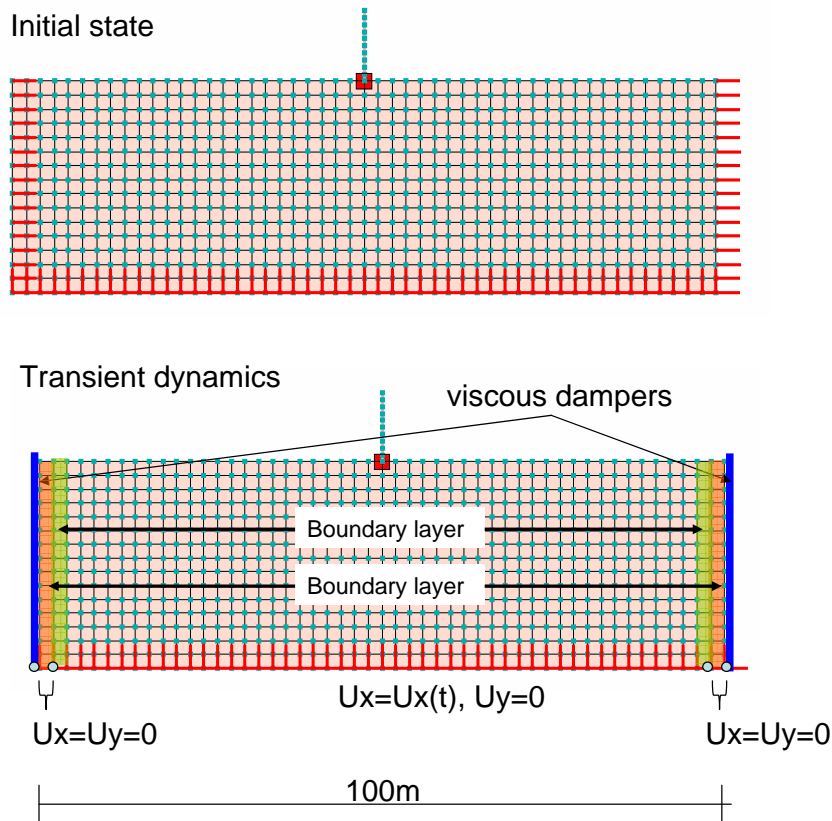 Initial state
Transient dynamics
viscous dampers
Boundary layer
Boundary layer
Ux=Ux(t), Uy=0
Ux=Uy=0
Ux=Uy=0
100m